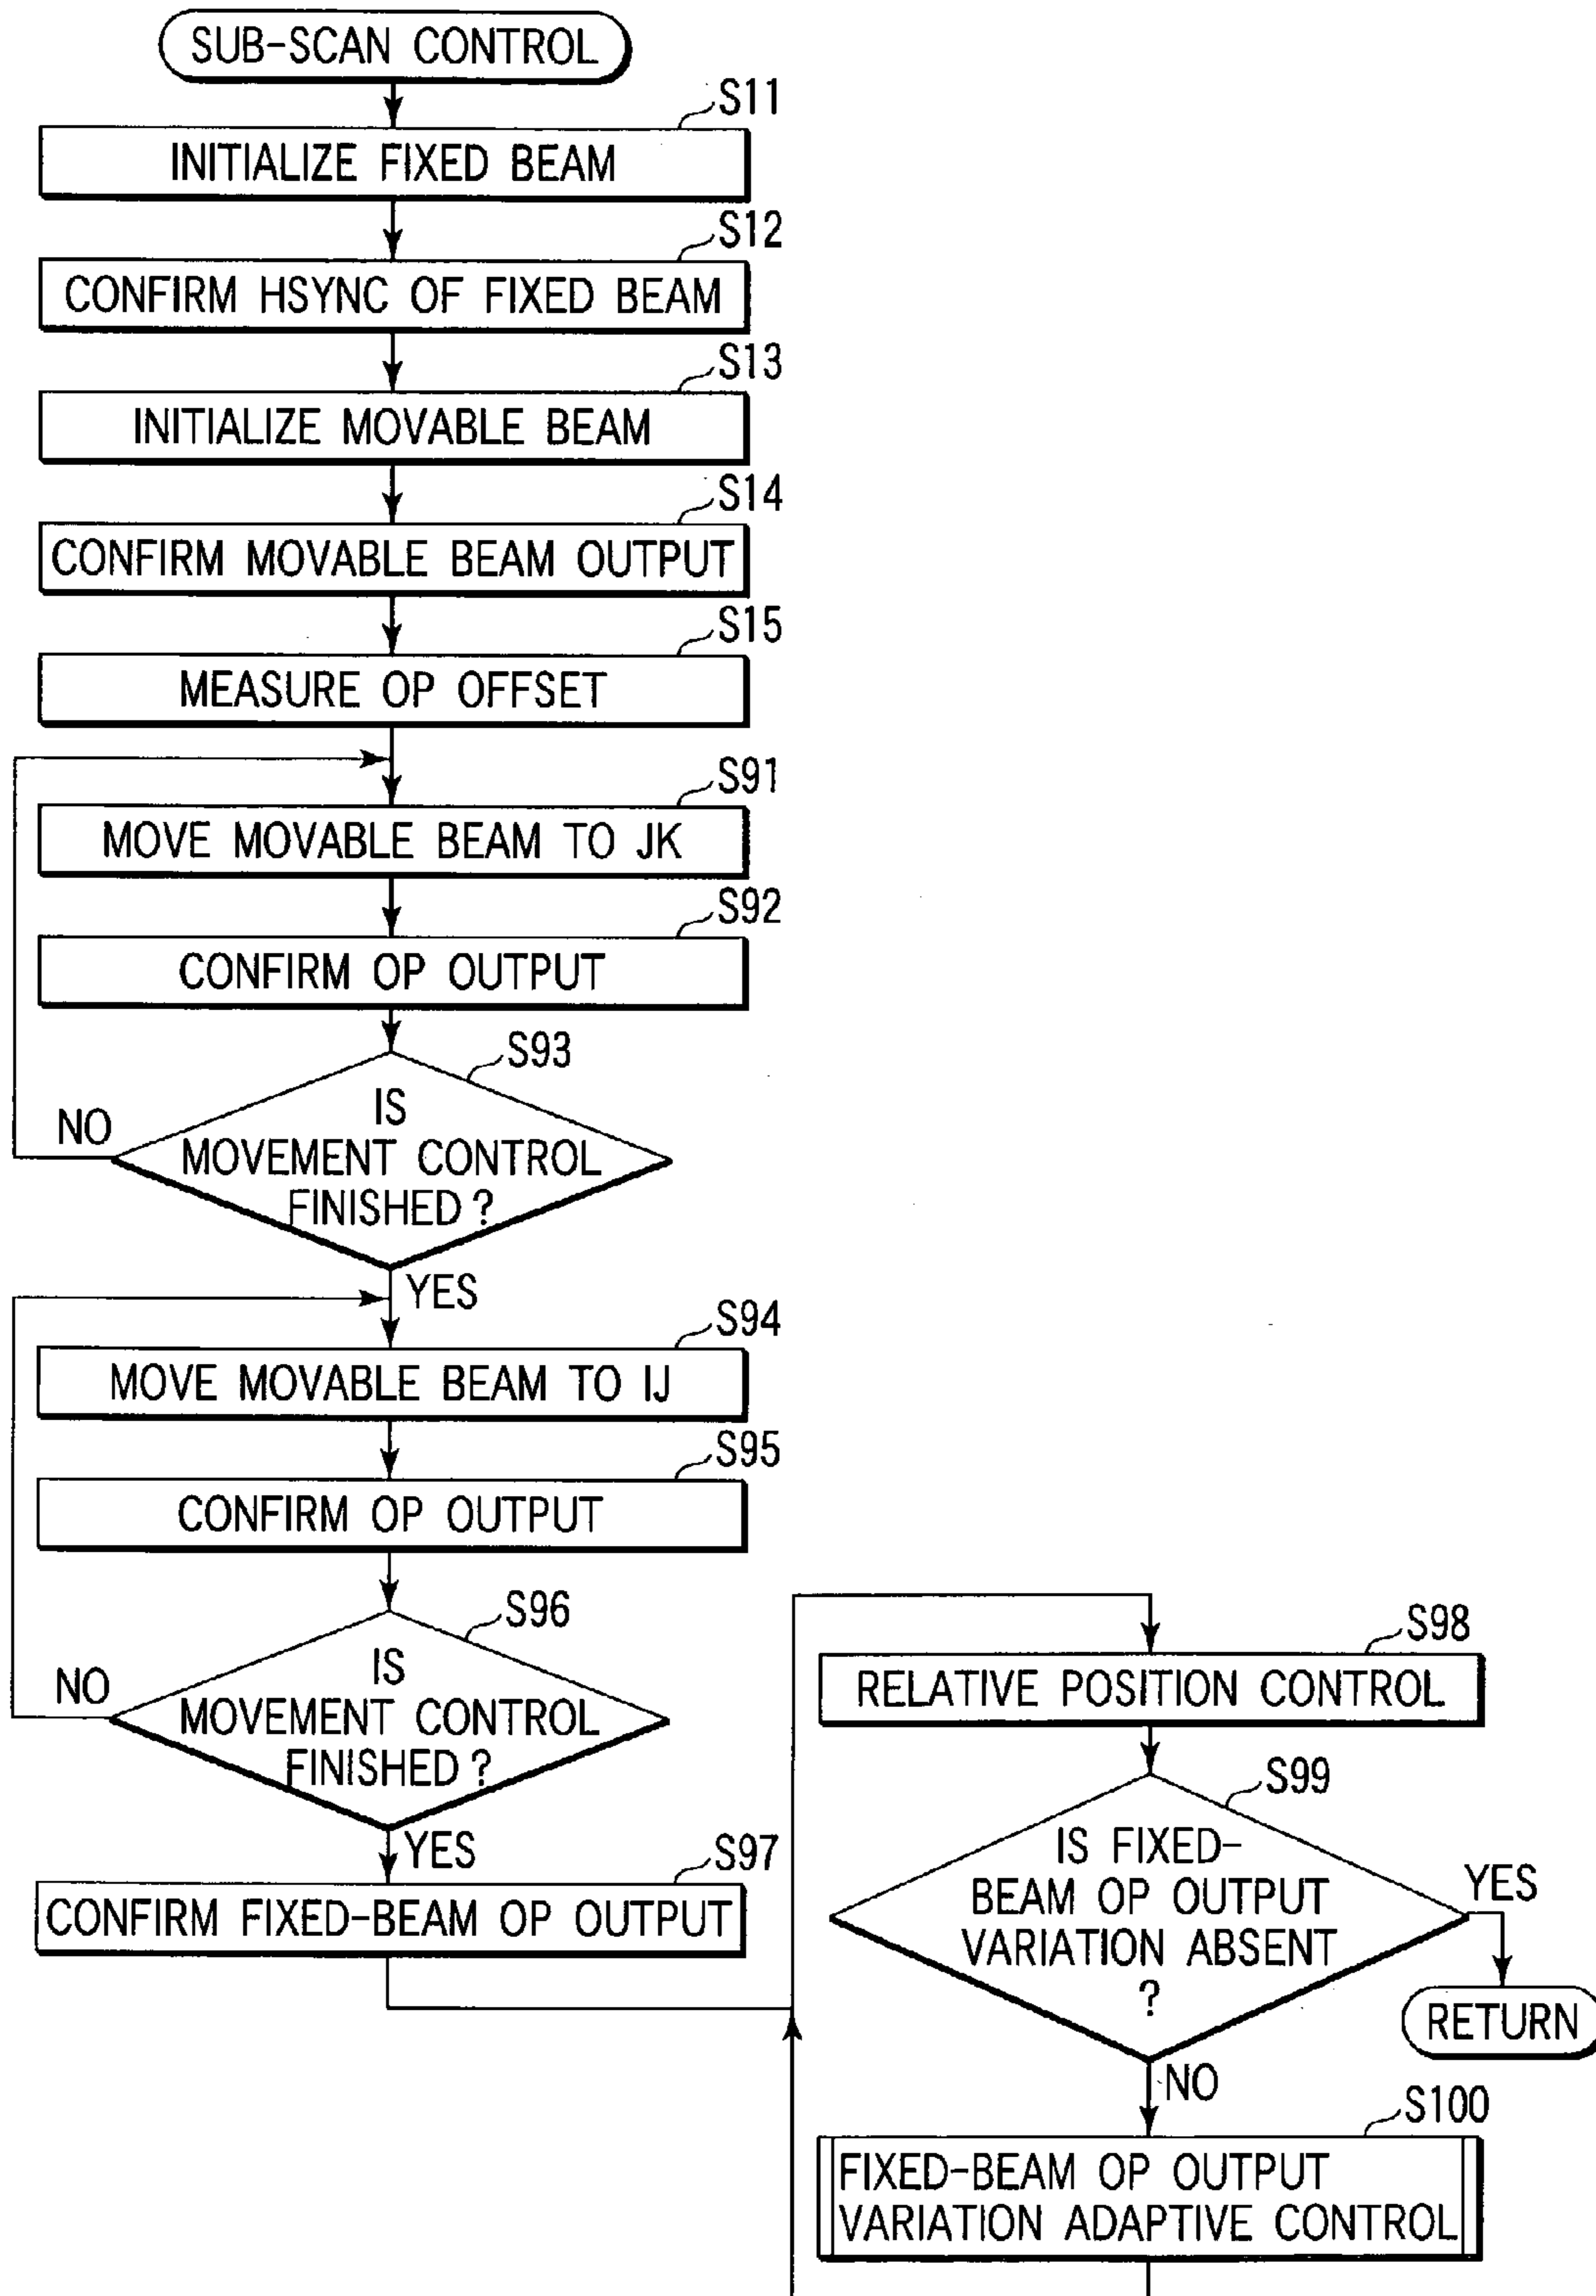 SUB-SCAN CONTROL
S11
INITIALIZE FIXED BEAM
S12
CONFIRM HSYNC OF FIXED BEAM
S13
INITIALIZE MOVABLE BEAM
S14
CONFIRM MOVABLE BEAM OUTPUT
S15
MEASURE OP OFFSET
S91
MOVE MOVABLE BEAM TO JK
S92
CONFIRM OP OUTPUT
S93
IS
MOVEMENT CONTROL
FINISHED ?
NO
YES
S94
MOVE MOVABLE BEAM TO IJ
S95
CONFIRM OP OUTPUT
S96
IS
MOVEMENT CONTROL
FINISHED ?
NO
YES
S97
CONFIRM FIXED-BEAM OP OUTPUT
S98
RELATIVE POSITION CONTROL
S99
IS FIXED-
BEAM OP OUTPUT
VARIATION ABSENT
?
YES
RETURN
NO
S100
FIXED-BEAM OP OUTPUT
VARIATION ADAPTIVE CONTROL